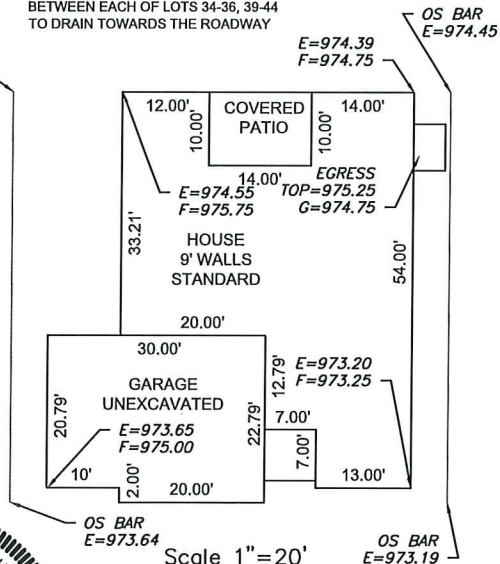 BETWEEN EACH OF LOTS 34-36, 39-44
TO DRAIN TOWARDS THE ROADWAY
OS BAR
E=974.45
E=974.39
F=974.75
12.00'
COVERED
PATIO
14.00'
10.00'
10.00'
14.00'
EGRESS
TOP=975.25
G=974.75
E=974.55
F=975.75
33.21'
HOUSE
9' WALLS
STANDARD
54.00'
20.00'
30.00'
GARAGE
UNEXCAVATED
12.79'
E=973.20
F=973.25
20.79'
E=973.65
F=975.00
22.79'
7.00'
7.00'
10'
2.00'
20.00'
13.00'
OS BAR
E=973.64
Scale 1"=20'
OS BAR
E=973.19